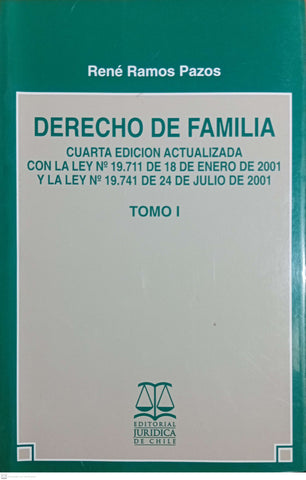 René Ramos Pazos
DERECHO DE FAMILIA
CUARTA EDICION ACTUALIZADA
CON LA LEY Nº 19.711 DE 18 DE ENERO DE 2001
Y LA LEY Nº 19.741 DE 24 DE JULIO DE 2001
TOMO I
EDITORIAL
JURIDICA
DE CHILE